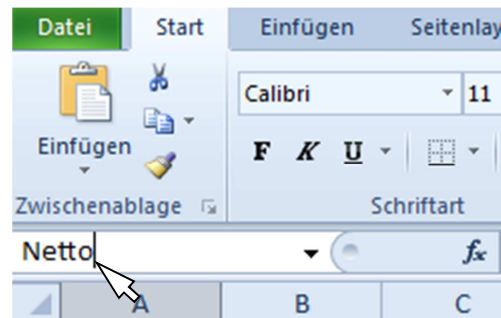 Datei Start Einfügen Seitenlay
Calibri 11
Einfügen F K U
Zwischenablage Schriftart
Netto fx
A B C